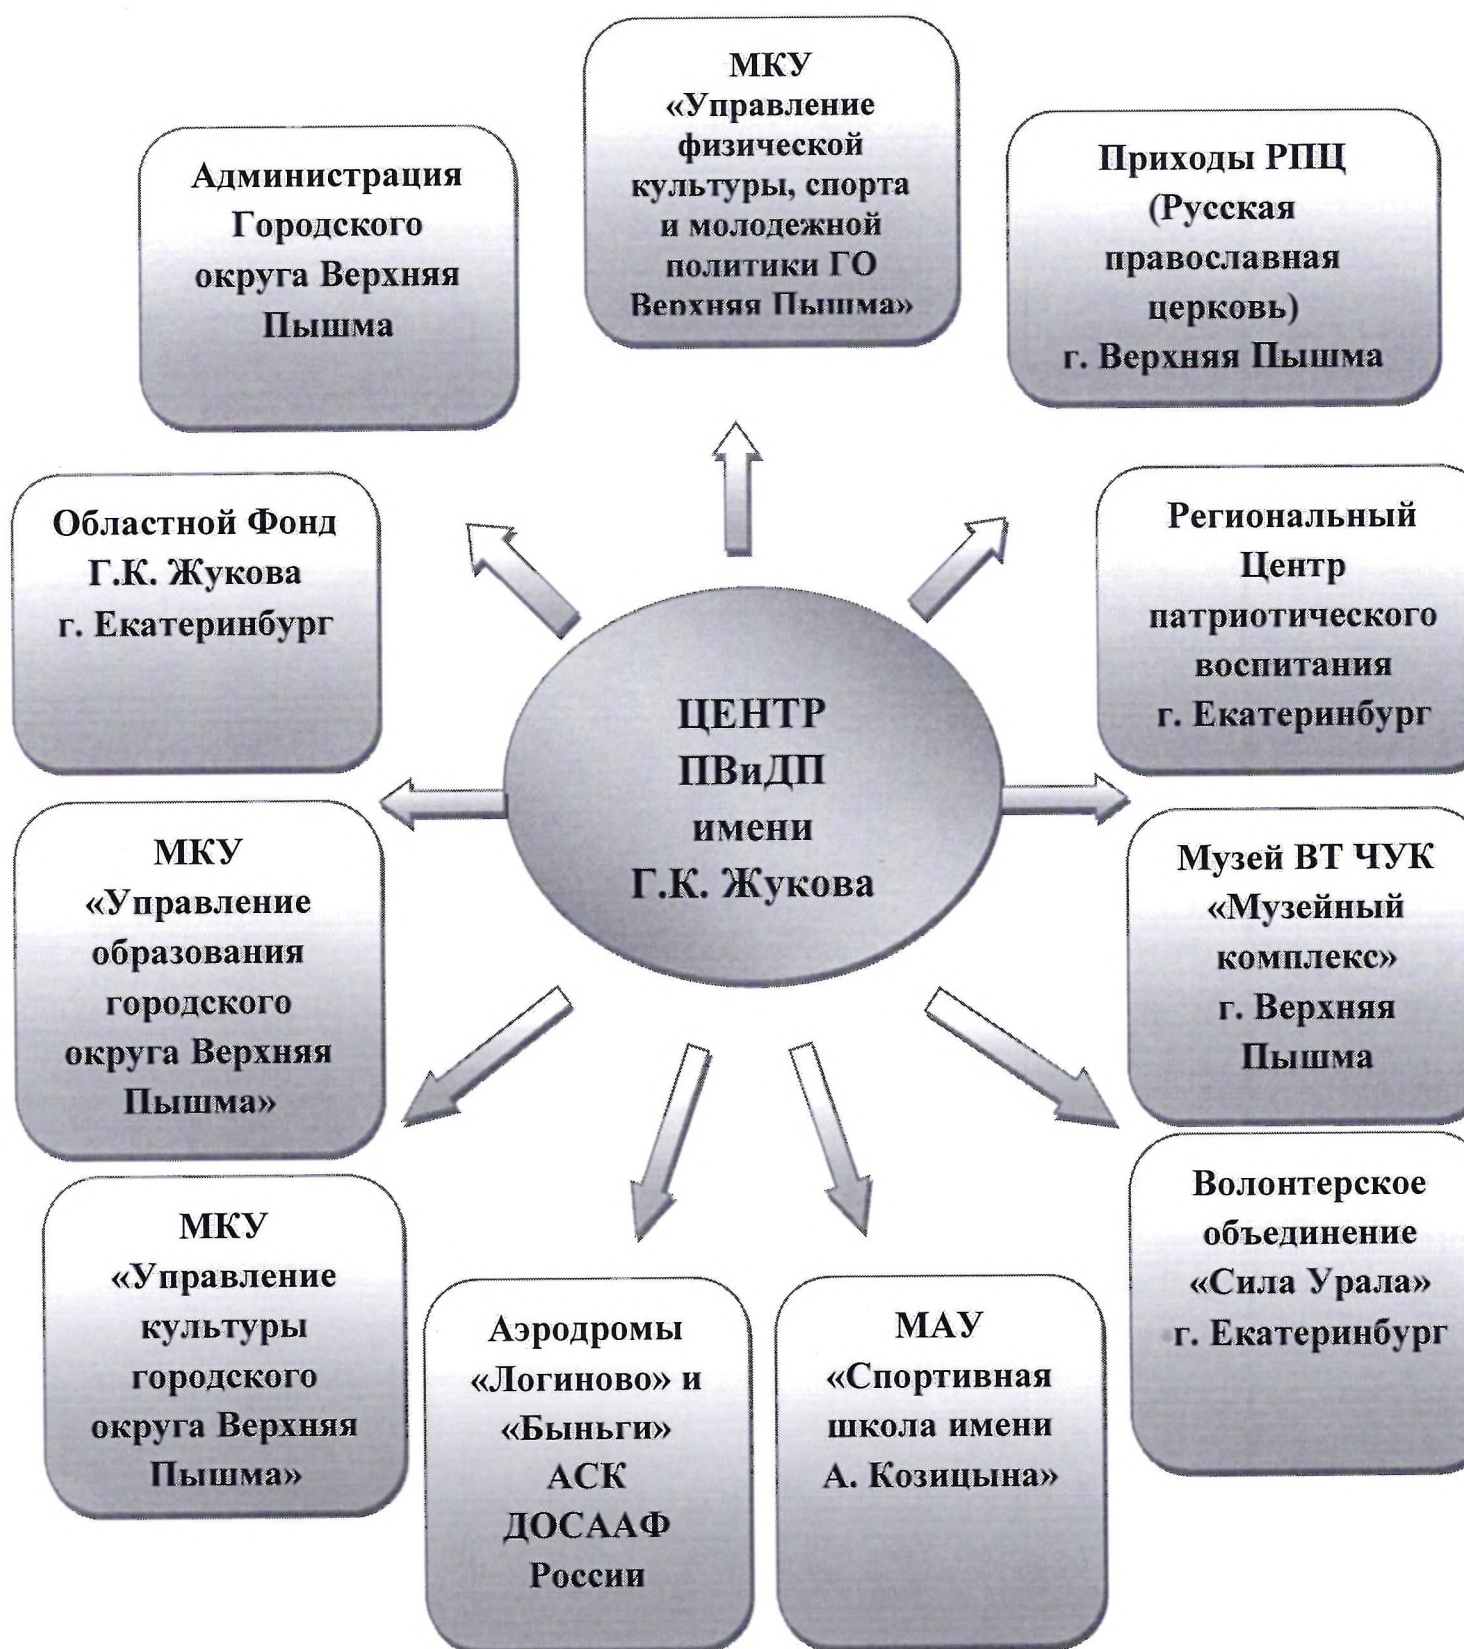 МКУ
«Управление
физической
культуры, спорта
и молодежной
политики ГО
Верхняя Пышма»
Администрация
Городского
округа Верхняя
Пышма
Приходы РПЦ
(Русская
православная
церковь)
г. Верхняя Пышма
Областной Фонд
Г.К. Жукова
г. Екатеринбург
Региональный
Центр
патриотического
воспитания
г. Екатеринбург
ЦЕНТР
ПВиДП
имени
Г.К. Жукова
МКУ
«Управление
образования
городского
округа Верхняя
Пышма»
Музей ВТ ЧУК
«Музейный
комплекс»
г. Верхняя
Пышма
МКУ
«Управление
культуры
городского
округа Верхняя
Пышма»
Аэродромы
«Логиново» и
«Быньги»
АСК
ДОСААФ
России
МАУ
«Спортивная
школа имени
А. Козицына»
Волонтерское
объединение
«Сила Урала»
г. Екатеринбург